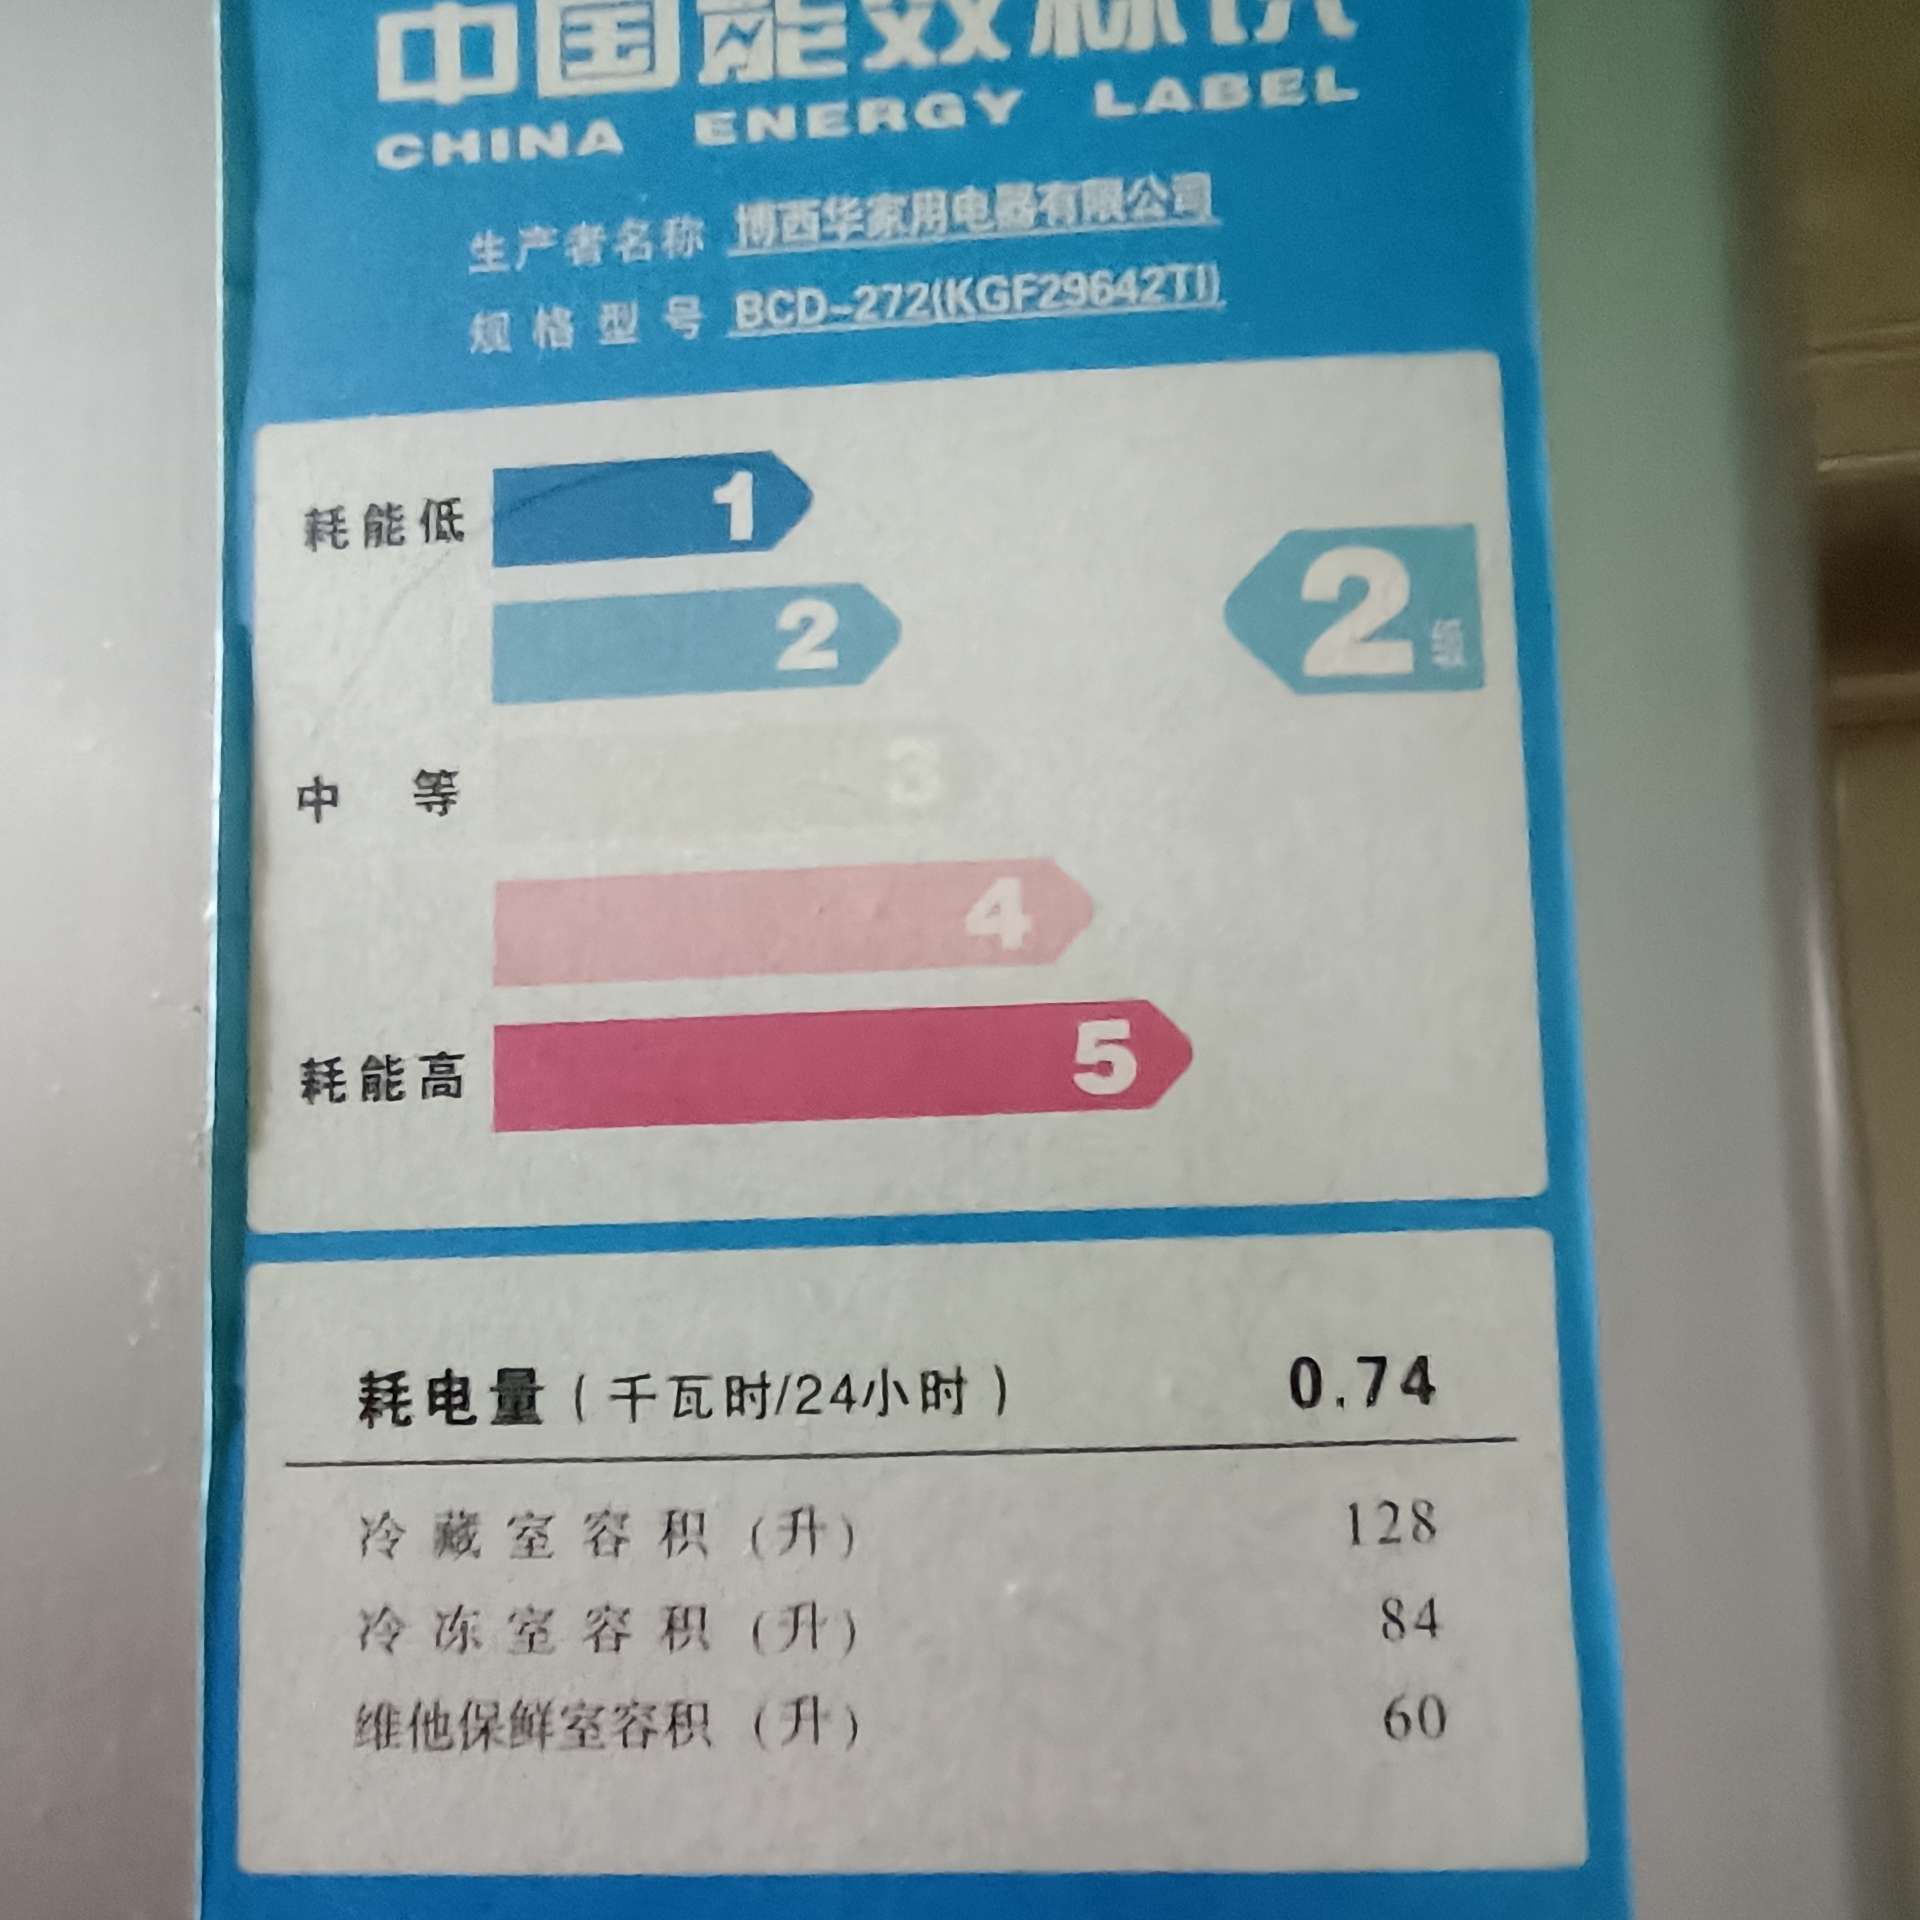 中国能效标识
CHINA ENERGY LABEL
生产者名称 博西华家用电器有限公司
规格型号 BCD-272(KGF29642TI)
耗能低 1
2 2级
中等 3
4
耗能高 5
耗电量(千瓦时/24小时) 0.74
冷藏室容积(升) 128
冷冻室容积(升) 84
维他保鲜室容积(升) 60